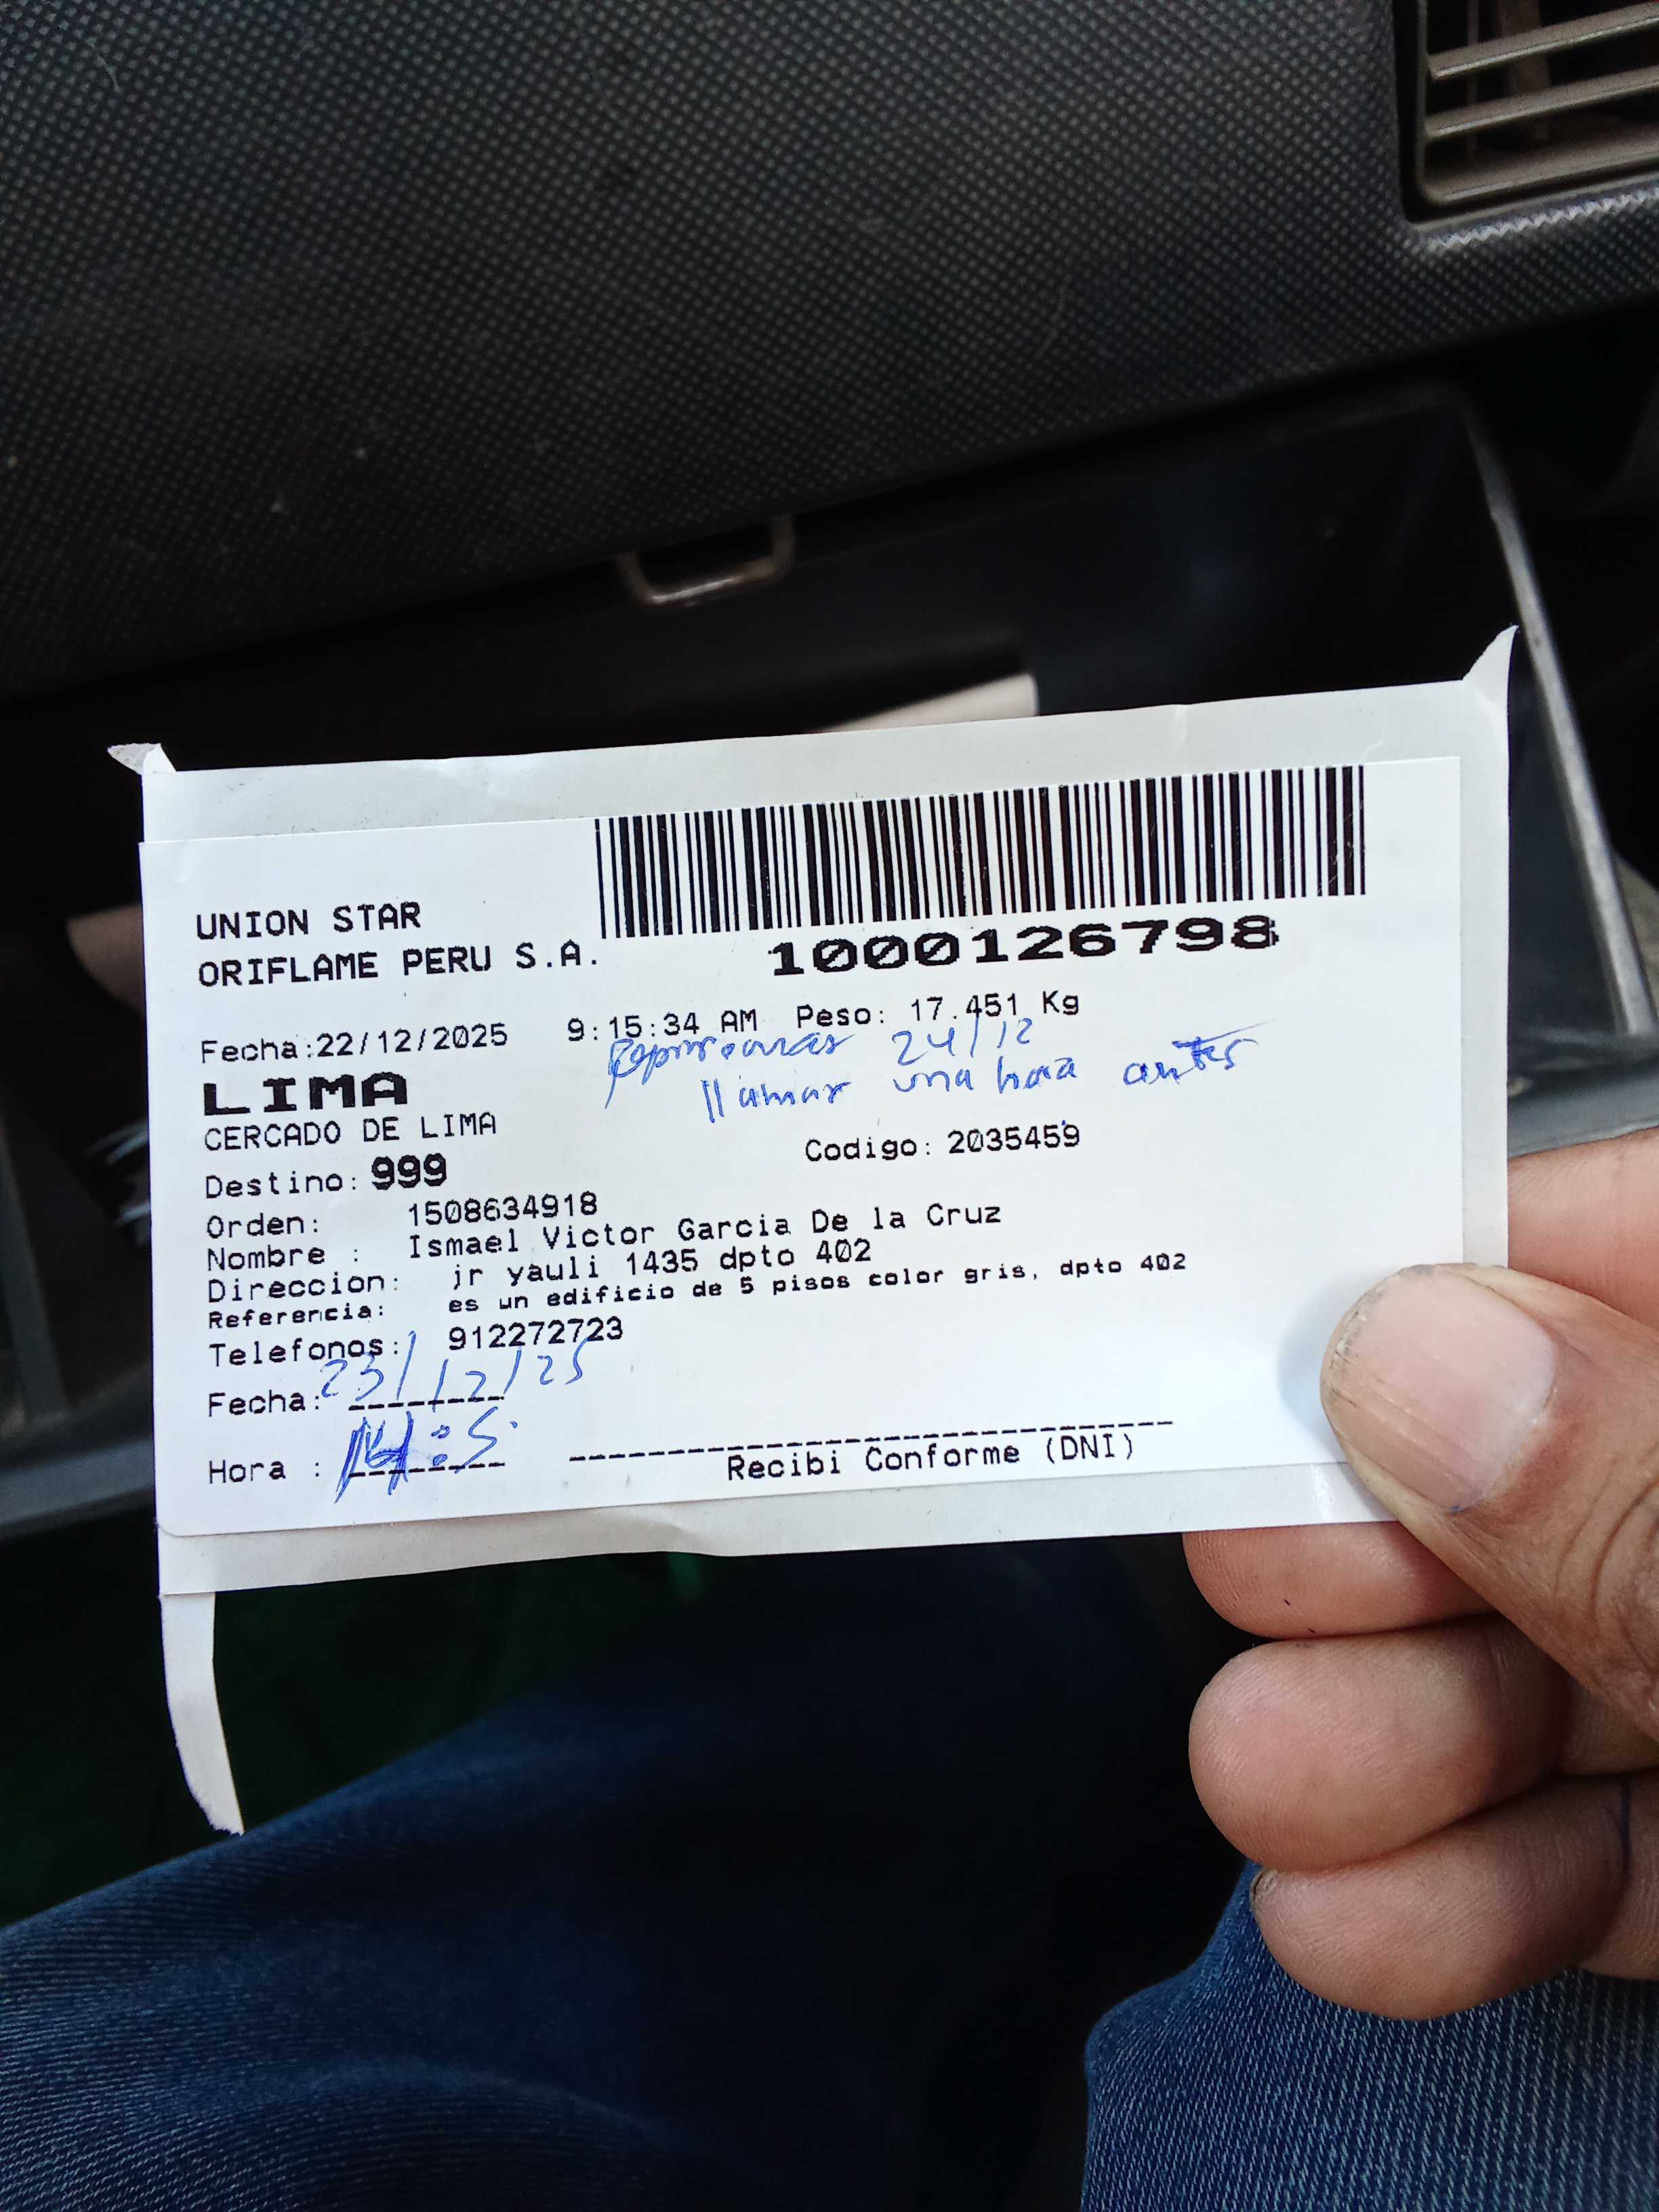 UNION STAR
ORIFLAME PERU S.A.
1000126798
Fecha:22/12/2025 9:15:34 AM Peso: 17.451 Kg
24/12
llamar una hora antes
LIMA
CERCADO DE LIMA
Destino: 999 Codigo: 2035459
Orden: 1508634918
Nombre : Ismael Victor Garcia De la Cruz
Direccion: jr yauli 1435 dpto 402
Referencia: es un edificio de 5 pisos color gris, dpto 402
Telefonos: 912272723
Fecha: 23/12/25
Hora :
Recibi Conforme (DNI)